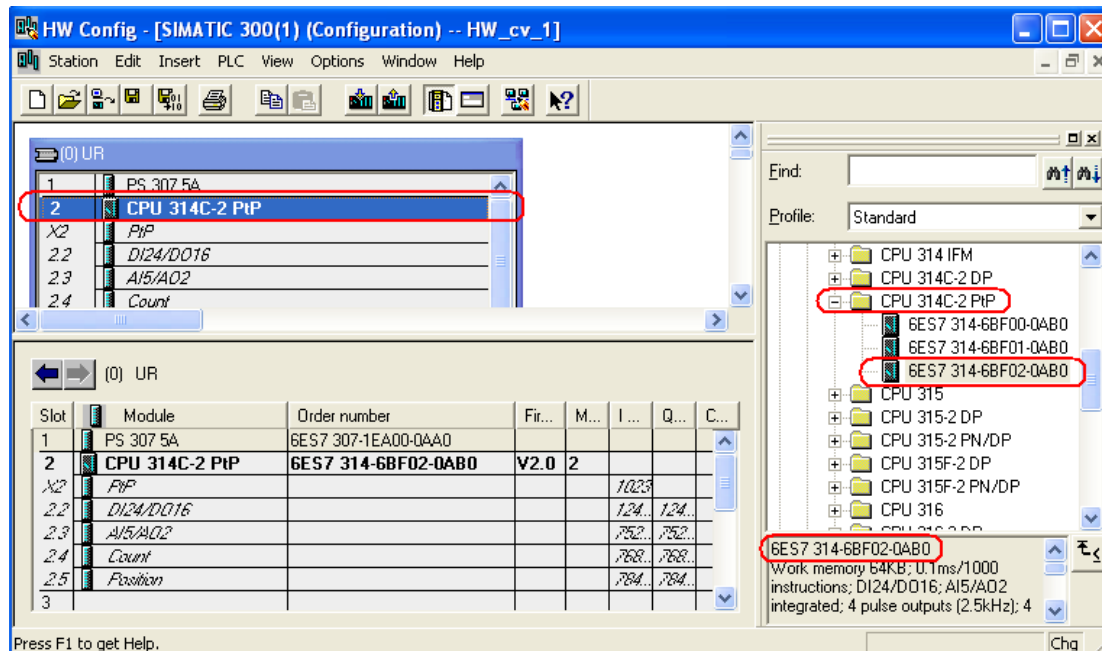 HW Config - [SIMATIC 300(1) (Configuration) -- HW_cv_1]
Station Edit Insert PLC View Options Window Help
(0) UR
1 PS 307 5A
2 CPU 314C-2 PtP
X2 PtP
2.2 DI24/DO16
2.3 AI5/AO2
2.4 Count
(0) UR
Slot Module Order number Fir... M... I ... Q... C...
1 PS 307 5A 6ES7 307-1EA00-0AA0
2 CPU 314C-2 PtP 6ES7 314-6BF02-0AB0 V2.0 2
X2 PtP 1023
2.2 DI24/DO16 124... 124...
2.3 AI5/AO2 752... 752...
2.4 Count 768... 768...
2.5 Position 784... 784...
3
Find:
Profile: Standard
CPU 314 IFM
CPU 314C-2 DP
CPU 314C-2 PtP
6ES7 314-6BF00-0AB0
6ES7 314-6BF01-0AB0
6ES7 314-6BF02-0AB0
CPU 315
CPU 315-2 DP
CPU 315-2 PN/DP
CPU 315F-2 DP
CPU 315F-2 PN/DP
CPU 316
6ES7 314-6BF02-0AB0
Work memory 64KB; 0.1ms/1000
instructions; DI24/DO16; AI5/AO2
integrated; 4 pulse outputs (2.5kHz); 4
Press F1 to get Help.
Chg